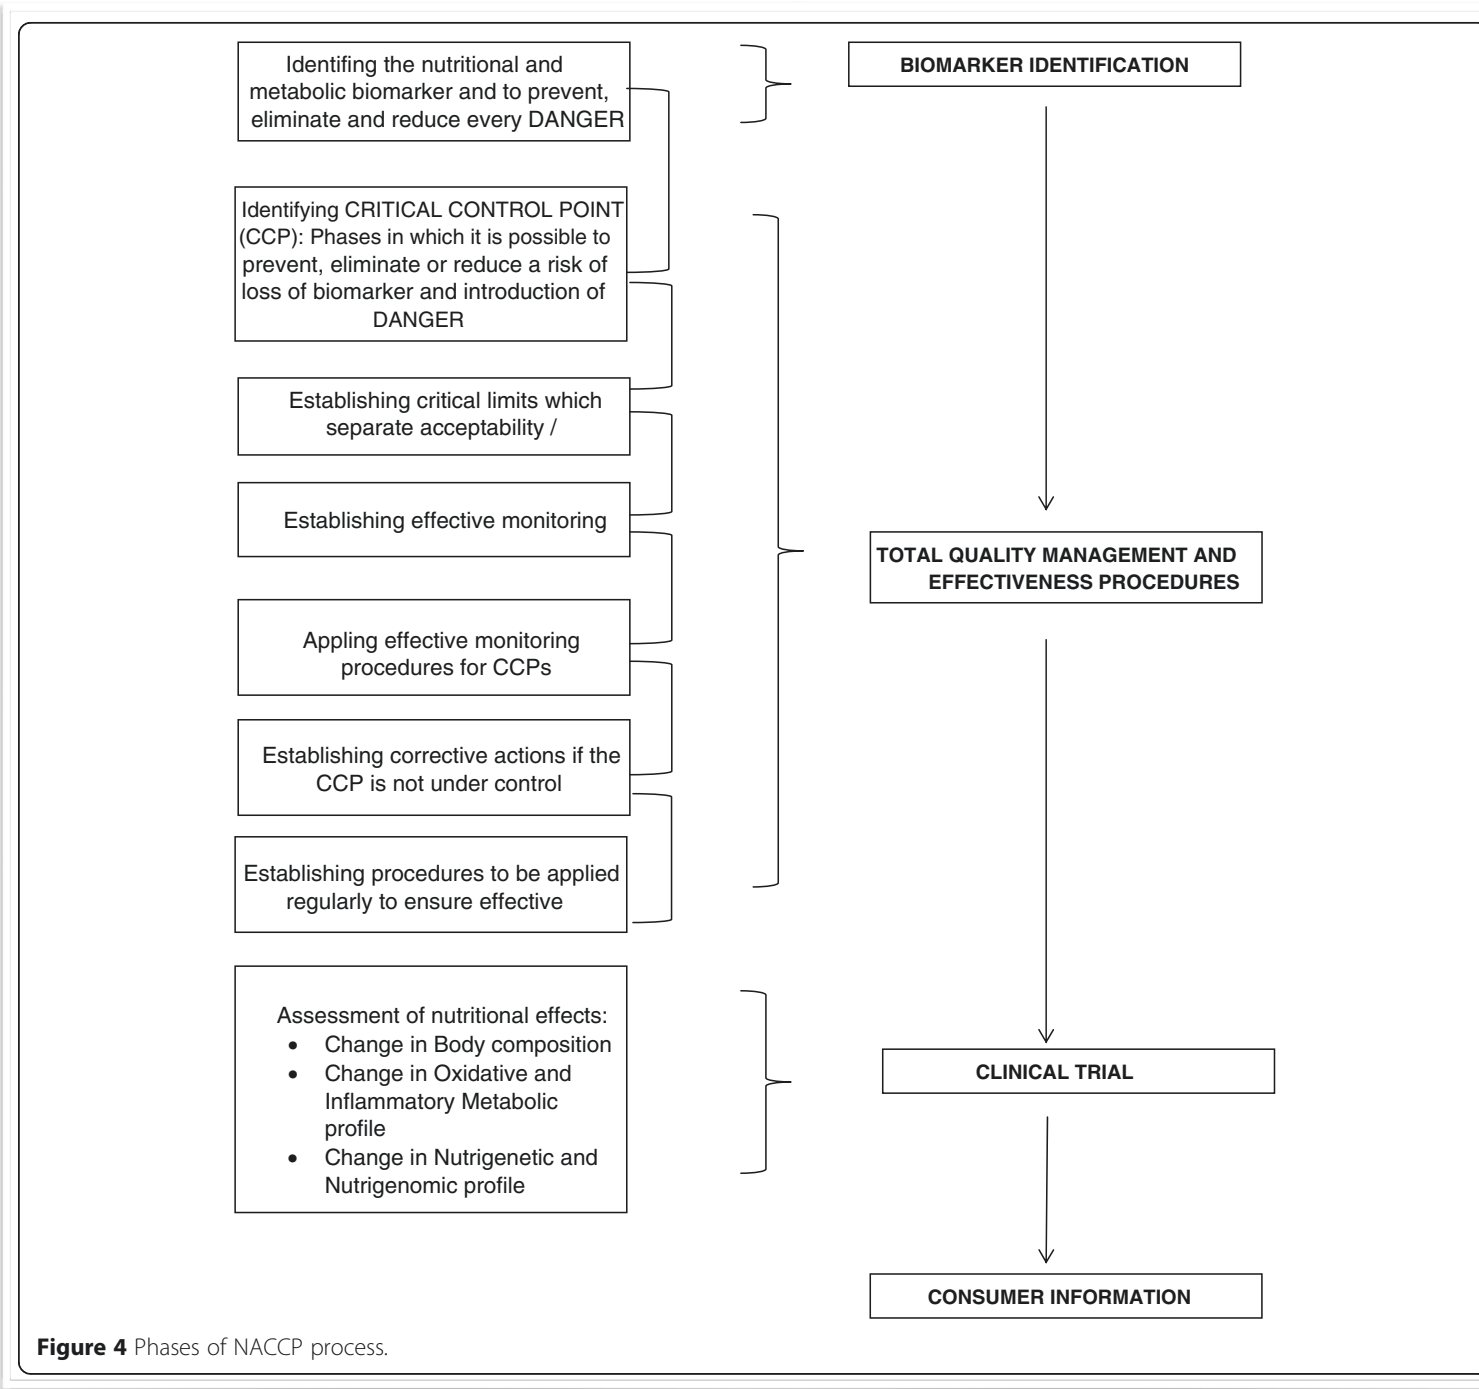 Identifing the nutritional and
metabolic biomarker and to prevent,
eliminate and reduce every DANGER
BIOMARKER IDENTIFICATION
Identifying CRITICAL CONTROL POINT
(CCP): Phases in which it is possible to
prevent, eliminate or reduce a risk of
loss of biomarker and introduction of
DANGER
Establishing critical limits which
separate acceptability /
Establishing effective monitoring
TOTAL QUALITY MANAGEMENT AND
EFFECTIVENESS PROCEDURES
Appling effective monitoring
procedures for CCPs
Establishing corrective actions if the
CCP is not under control
Establishing procedures to be applied
regularly to ensure effective
Assessment of nutritional effects:
• Change in Body composition
• Change in Oxidative and
Inflammatory Metabolic
profile
• Change in Nutrigenetic and
Nutrigenomic profile
CLINICAL TRIAL
CONSUMER INFORMATION
Figure 4 Phases of NACCP process.